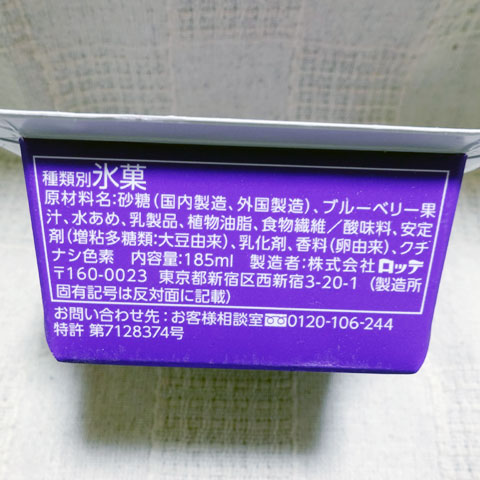 種類別氷菓
原材料名:砂糖(国内製造、外国製造)、ブルーベリー果
汁、水あめ、乳製品、植物油脂、食物繊維/酸味料、安定
剤(増粘多糖類:大豆由来)、乳化剤、香料(卵由来)、クチ
ナシ色素 内容量:185ml 製造者:株式会社ロッテ
〒160-0023 東京都新宿区西新宿3-20-1(製造所
固有記号は反対面に記載)
お問い合わせ先:お客様相談室0120-106-244
特許 第7128374号